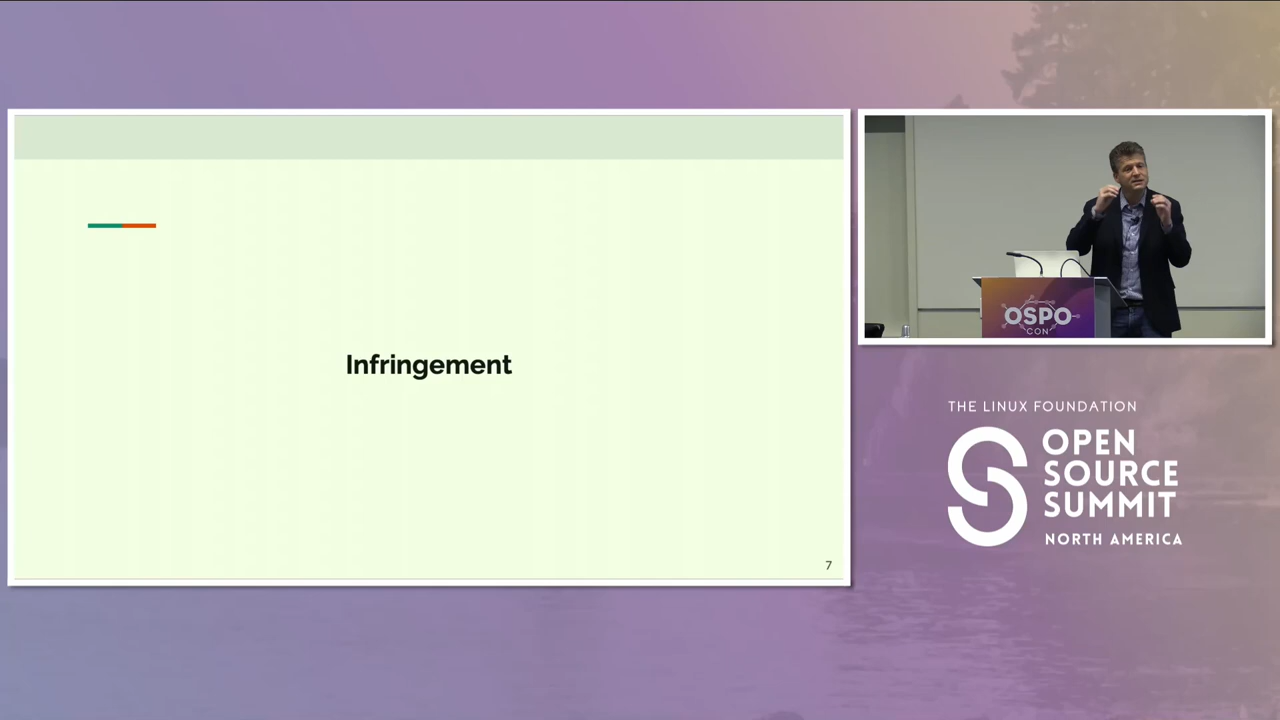 Infringement
7
OSPO
CON
THE LINUX FOUNDATION
OPEN
SOURCE
SUMMIT
NORTH AMERICA